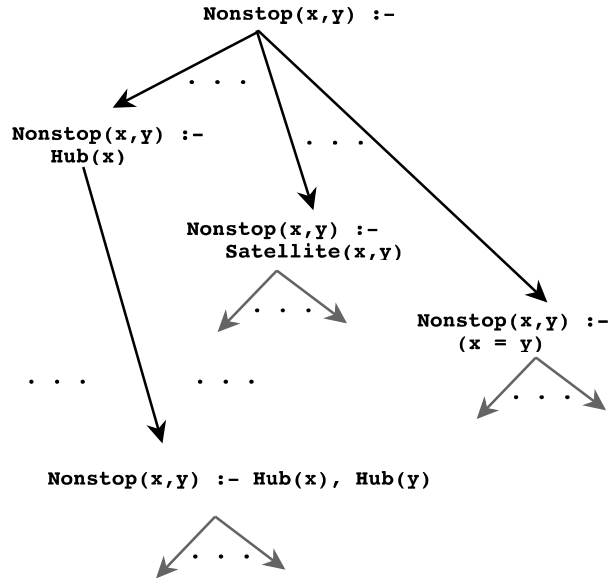 Nonstop(x,y) :-
. . .
Nonstop(x,y) :-
Hub(x)
. . .
Nonstop(x,y) :-
Satellite(x,y)
. . .
Nonstop(x,y) :-
(x = y)
. . .
. . .
. . .
Nonstop(x,y) :- Hub(x), Hub(y)
. . .